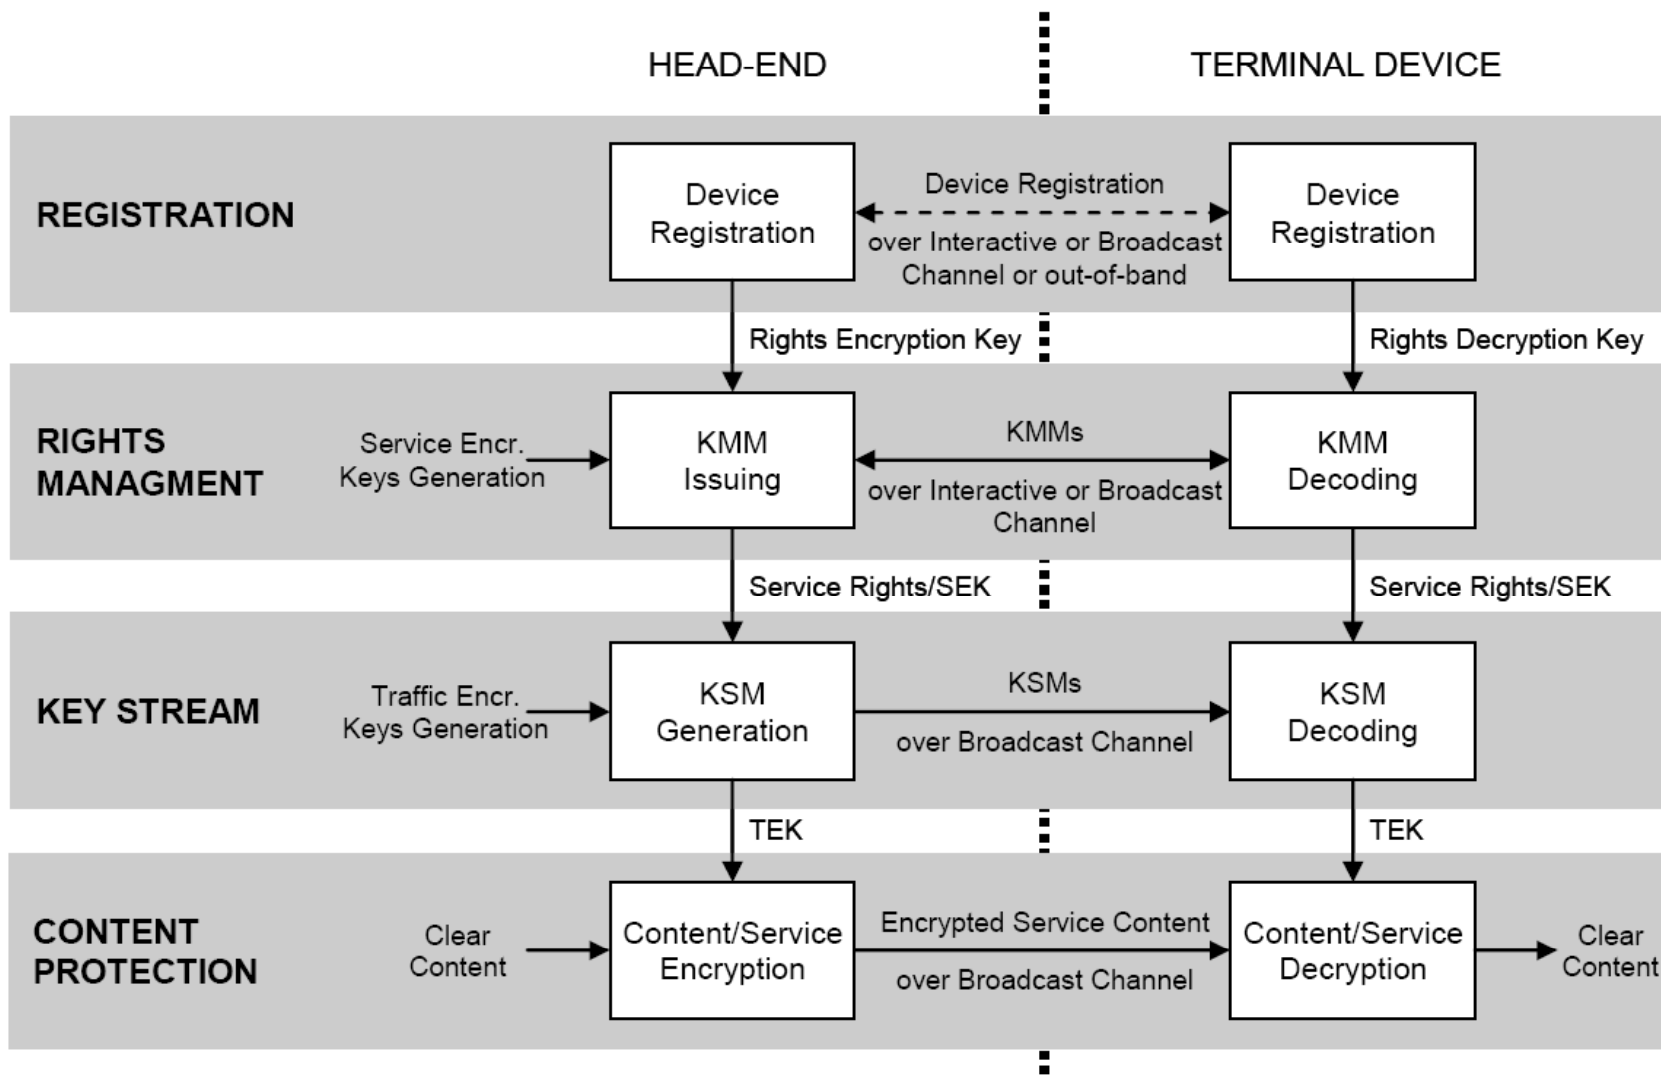 HEAD-END
TERMINAL DEVICE
REGISTRATION
Device
Registration
Device Registration
over Interactive or Broadcast
Channel or out-of-band
Device
Registration
Rights Encryption Key
Rights Decryption Key
RIGHTS
MANAGMENT
Service Encr.
Keys Generation
KMM
Issuing
KMMs
over Interactive or Broadcast
Channel
KMM
Decoding
Service Rights/SEK
Service Rights/SEK
KEY STREAM
Traffic Encr.
Keys Generation
KSM
Generation
KSMs
over Broadcast Channel
KSM
Decoding
TEK
TEK
CONTENT
PROTECTION
Clear
Content
Content/Service
Encryption
Encrypted Service Content
over Broadcast Channel
Content/Service
Decryption
Clear
Content